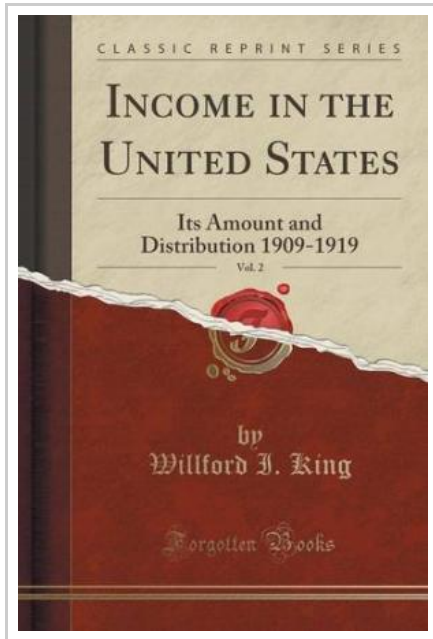 CLASSIC REPRINT SERIES
INCOME IN THE
UNITED STATES
Its Amount and
Distribution 1909-1919
Vol. 2
by
Willford I. King
Forgotten Books